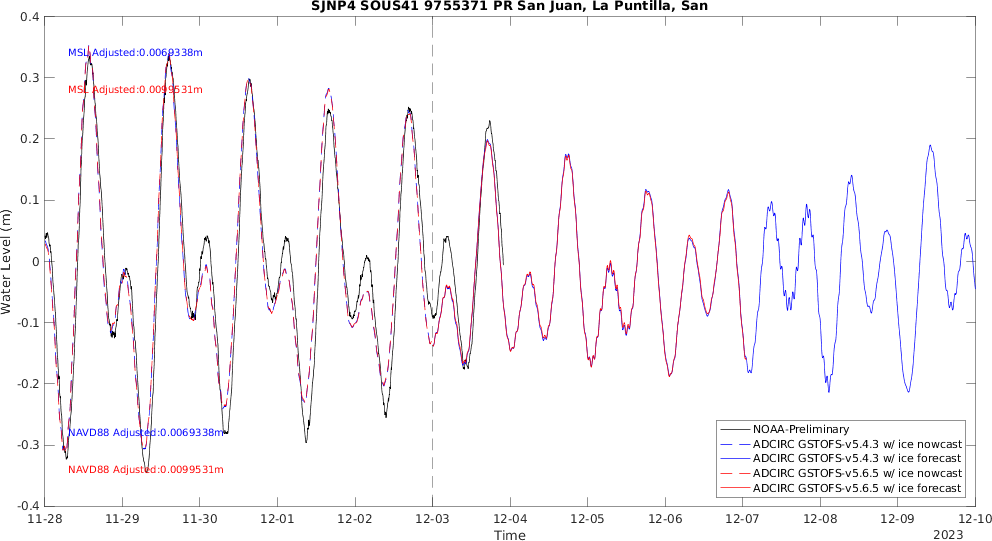 SJNP4 SOUS41 9755371 PR San Juan, La Puntilla, San
0.4
0.3
0.2
0.1
0
-0.1
-0.2
-0.3
-0.4
Water Level (m)
MSL Adjusted:0.0069338m
MSL Adjusted:0.0099531m
NAVD88 Adjusted:0.0069338m
NAVD88 Adjusted:0.0099531m
NOAA-Preliminary
ADCIRC GSTOFS-v5.4.3 w/ ice nowcast
ADCIRC GSTOFS-v5.4.3 w/ ice forecast
ADCIRC GSTOFS-v5.6.5 w/ ice nowcast
ADCIRC GSTOFS-v5.6.5 w/ ice forecast
11-28 11-29 11-30 12-01 12-02 12-03 12-04 12-05 12-06 12-07 12-08 12-09 12-10
Time
2023